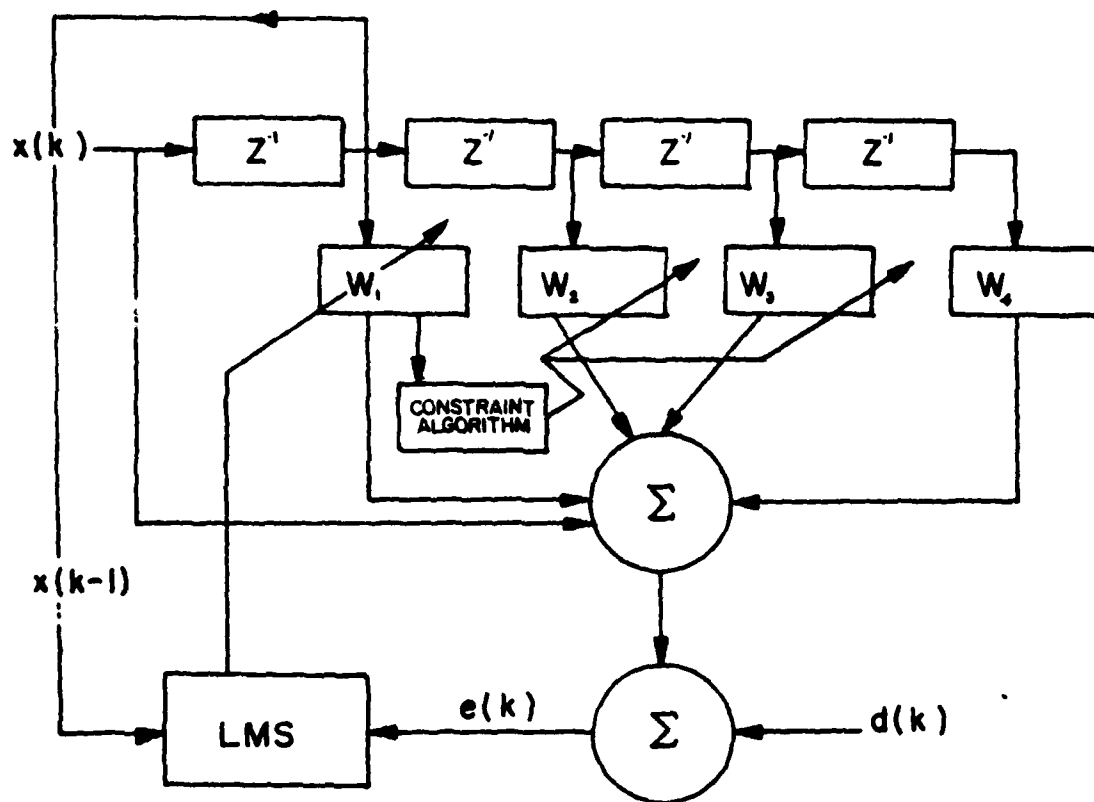 x(k)
Z⁻¹
Z⁻¹
Z⁻¹
Z⁻¹
W₁
W₂
W₃
W₄
CONSTRAINT
ALGORITHM
Σ
x(k-1)
LMS
e(k)
Σ
d(k)